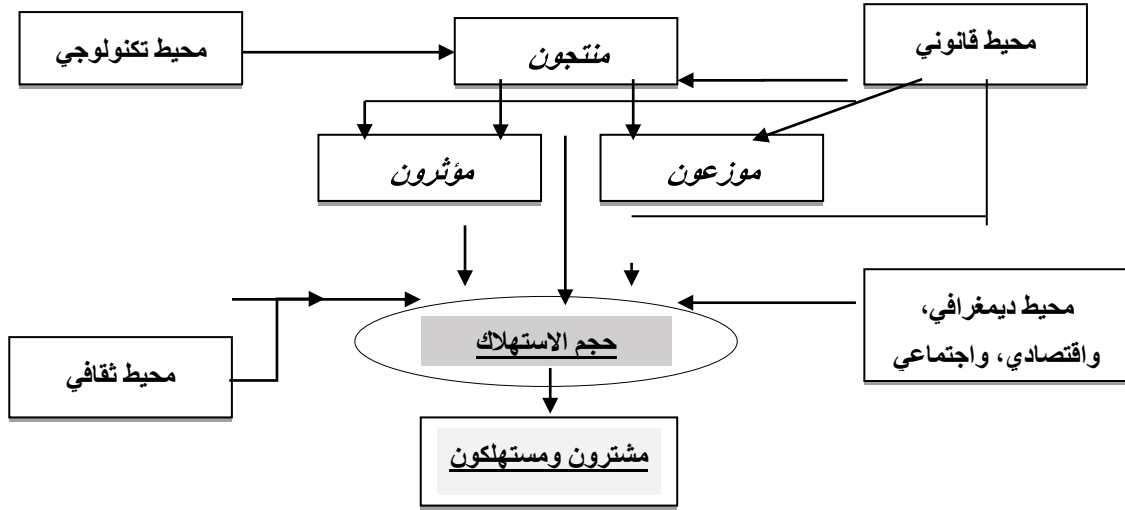 محيط قانوني
منتجون
محيط تكنولوجي
موزعون
مؤثرون
محيط ديمغرافي،
واقتصادي، واجتماعي
حجم الاستهلاك
محيط ثقافي
مشترون ومستهلكون